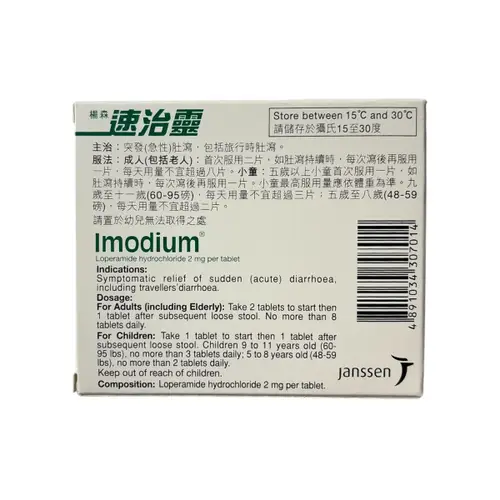 楊森 速治靈
Store between 15℃ and 30℃
請儲存於攝氏15至30度
主治：突發(急性)肚瀉，包括旅行時肚瀉。
服法：成人(包括老人)：首次服用二片，如肚瀉持續時，每次瀉後再服用
一片，每天用量不宜超過八片。小童：五歲以上小童首次服用一片，如
肚瀉持續時，每次瀉後再服用一片，小童最高服用量應依體重為準。九
歲至十一歲(60-95磅)，每天用量不宜超過三片；五歲至八歲(48-59
磅)，每天用量不宜超過二片。
請置於幼兒無法取得之處
Imodium®
Loperamide hydrochloride 2 mg per tablet
Indications:
Symptomatic relief of sudden (acute) diarrhoea,
including travellers'diarrhoea.
Dosage:
For Adults (including Elderly): Take 2 tablets to start then
1 tablet after subsequent loose stool. No more than 8
tablets daily.
For Children: Take 1 tablet to start then 1 tablet after
subsequent loose stool. Children 9 to 11 years old (60-
95 lbs), no more than 3 tablets daily; 5 to 8 years old (48-59
lbs), no more than 2 tablets daily.
Keep out of reach of children.
Composition: Loperamide hydrochloride 2 mg per tablet.
4 891034 307014
janssen